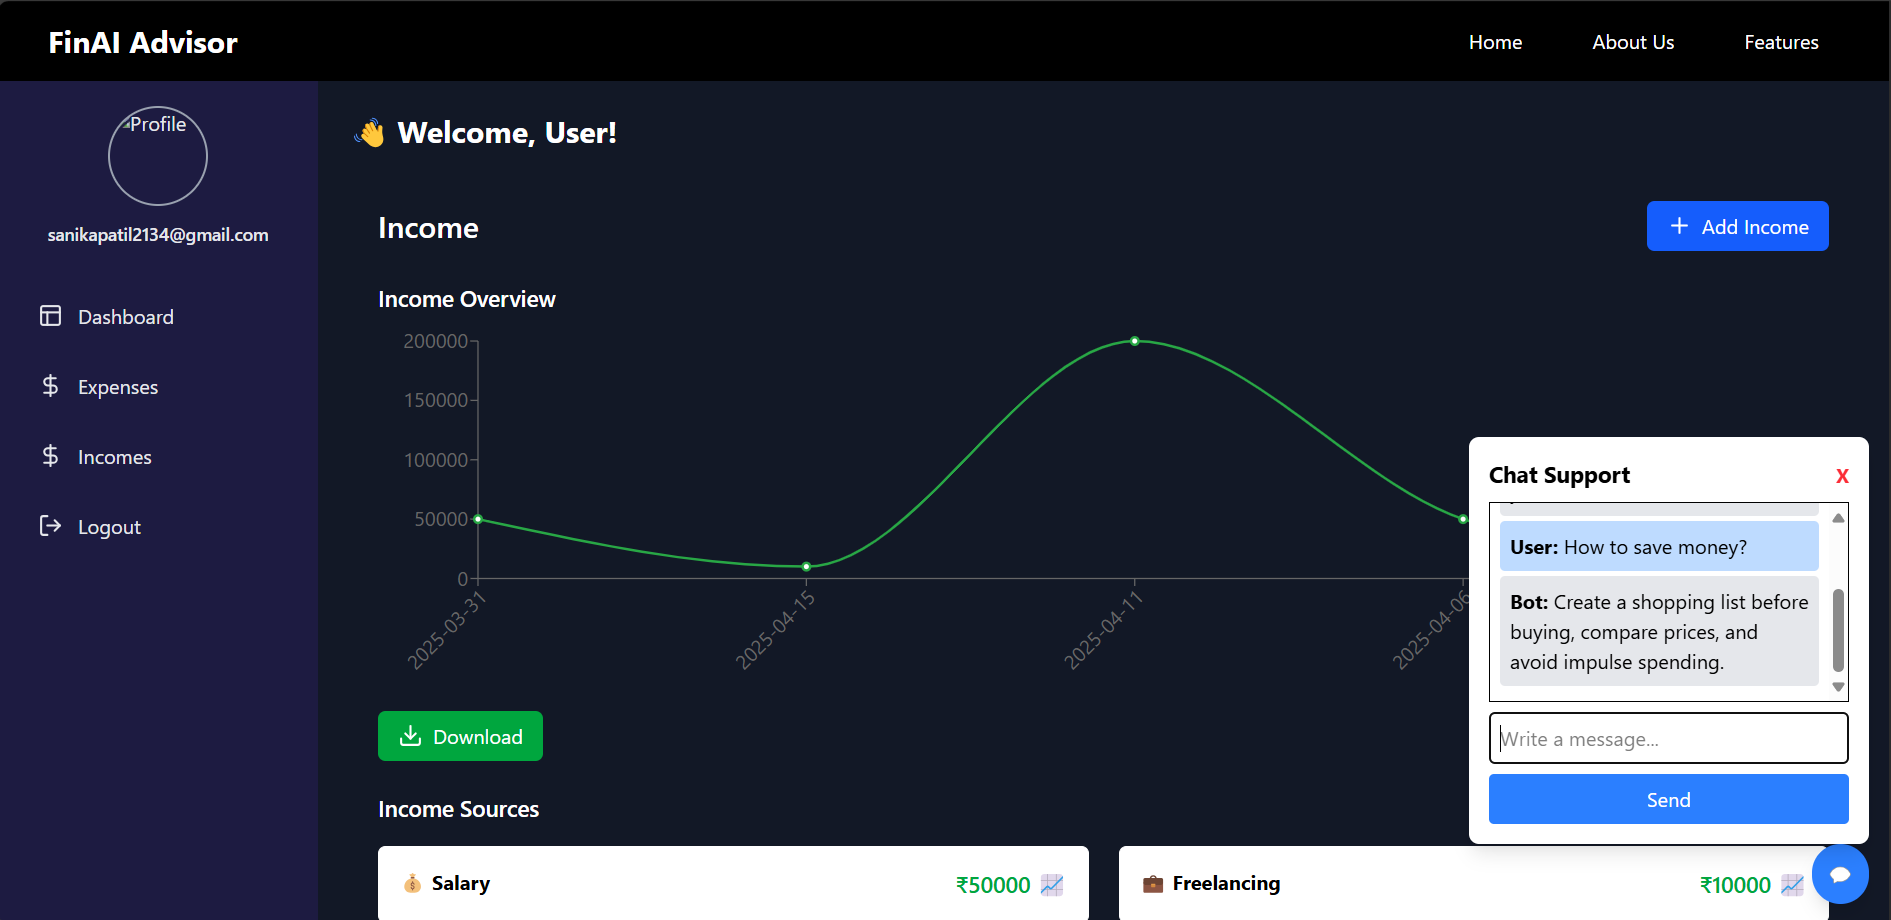 FinAI Advisor
Home
About Us
Features
Profile
sanikapatil2134@gmail.com
Dashboard
Expenses
Incomes
Logout
👋 Welcome, User!
Income
+ Add Income
Income Overview
200000
150000
100000
50000
0
2025-03-31
2025-04-15
2025-04-11
2025-04-06
Download
Income Sources
Salary
₹50000
Freelancing
₹10000
Chat Support
X
User: How to save money?
Bot: Create a shopping list before
buying, compare prices, and
avoid impulse spending.
Write a message...
Send